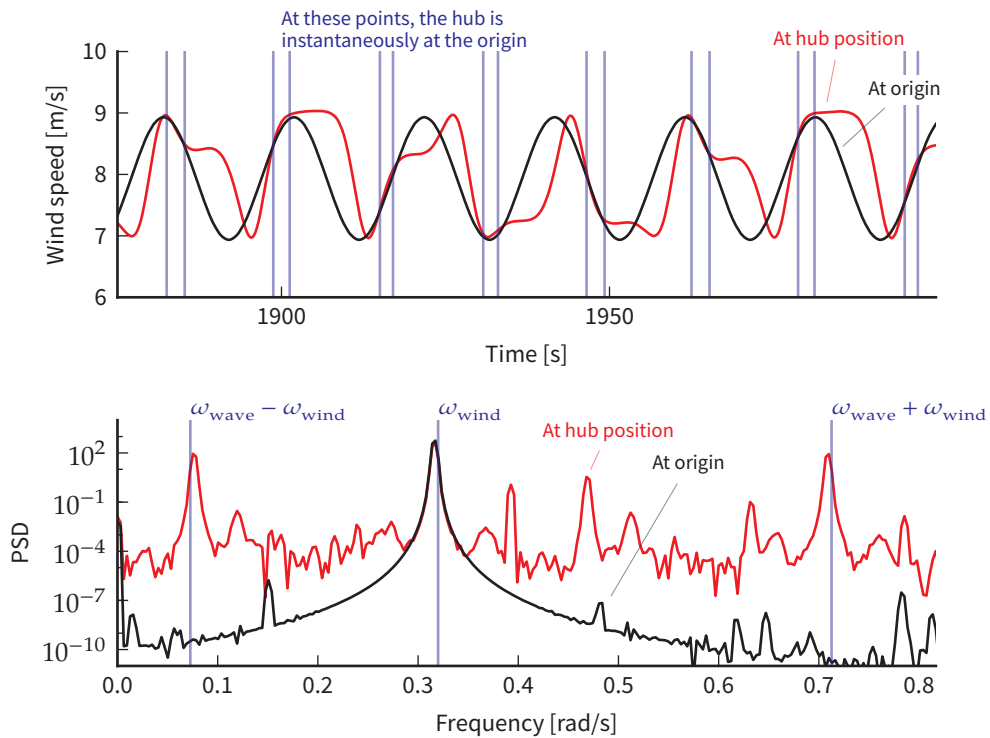 At these points, the hub is
instantaneously at the origin
At hub position
At origin
Wind speed [m/s]
10
9
8
7
6
1900
1950
Time [s]
ω_wave − ω_wind
ω_wind
ω_wave + ω_wind
At hub position
At origin
PSD
10²
10⁻¹
10⁻⁴
10⁻⁷
10⁻¹⁰
0.0
0.1
0.2
0.3
0.4
0.5
0.6
0.7
0.8
Frequency [rad/s]